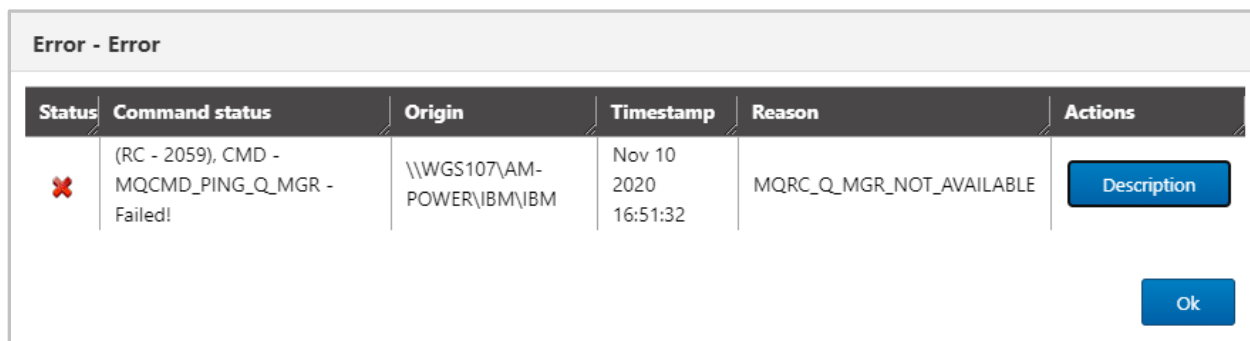 Error - Error
Status Command status Origin Timestamp Reason Actions
(RC - 2059), CMD -
MQCMD_PING_Q_MGR -
Failed!
\\WGS107\AM-
POWER\IBM\IBM
Nov 10
2020
16:51:32
MQRC_Q_MGR_NOT_AVAILABLE
Description
Ok